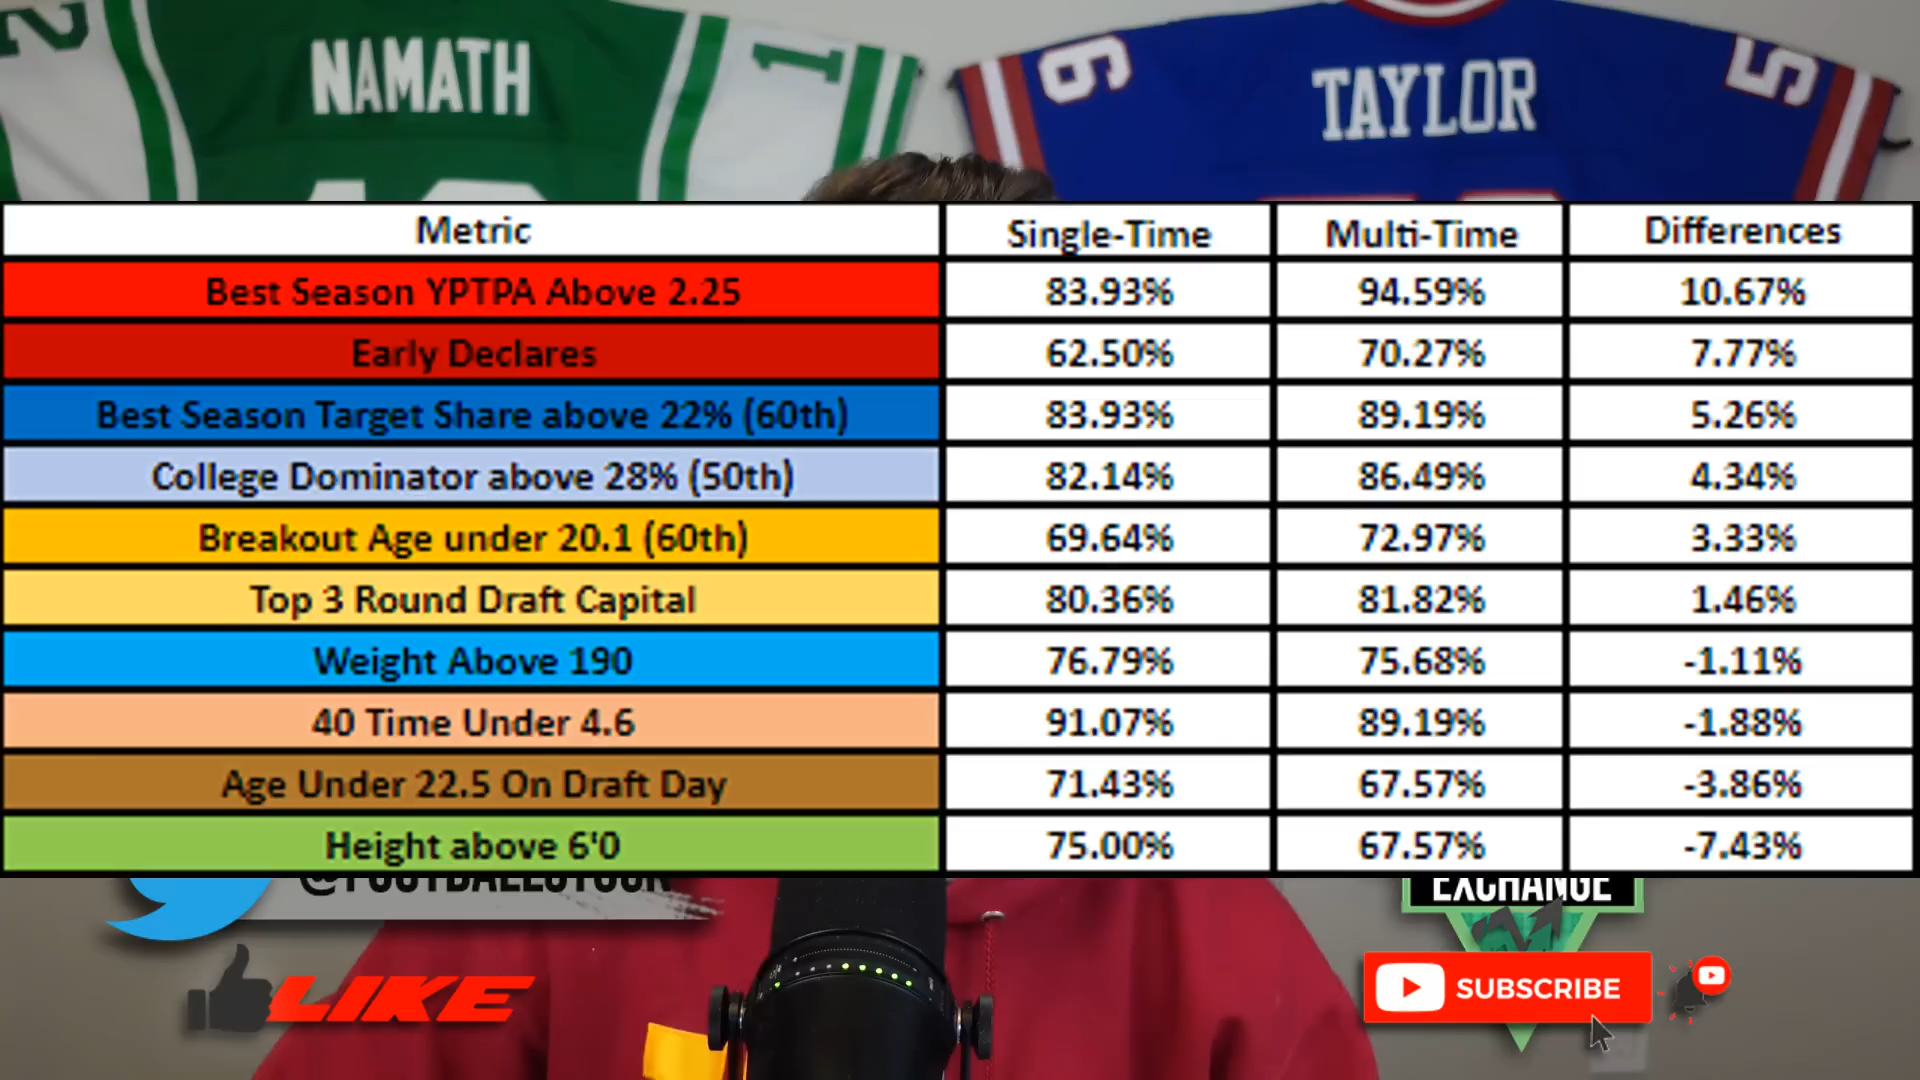 NAMATH
1
TAYLOR
5
Metric Single-Time Multi-Time Differences
Best Season YPTPA Above 2.25 83.93% 94.59% 10.67%
Early Declares 62.50% 70.27% 7.77%
Best Season Target Share above 22% (60th) 83.93% 89.19% 5.26%
College Dominator above 28% (50th) 82.14% 86.49% 4.34%
Breakout Age under 20.1 (60th) 69.64% 72.97% 3.33%
Top 3 Round Draft Capital 80.36% 81.82% 1.46%
Weight Above 190 76.79% 75.68% -1.11%
40 Time Under 4.6 91.07% 89.19% -1.88%
Age Under 22.5 On Draft Day 71.43% 67.57% -3.86%
Height above 6'0 75.00% 67.57% -7.43%
EXCHANGE
LIKE
SUBSCRIBE